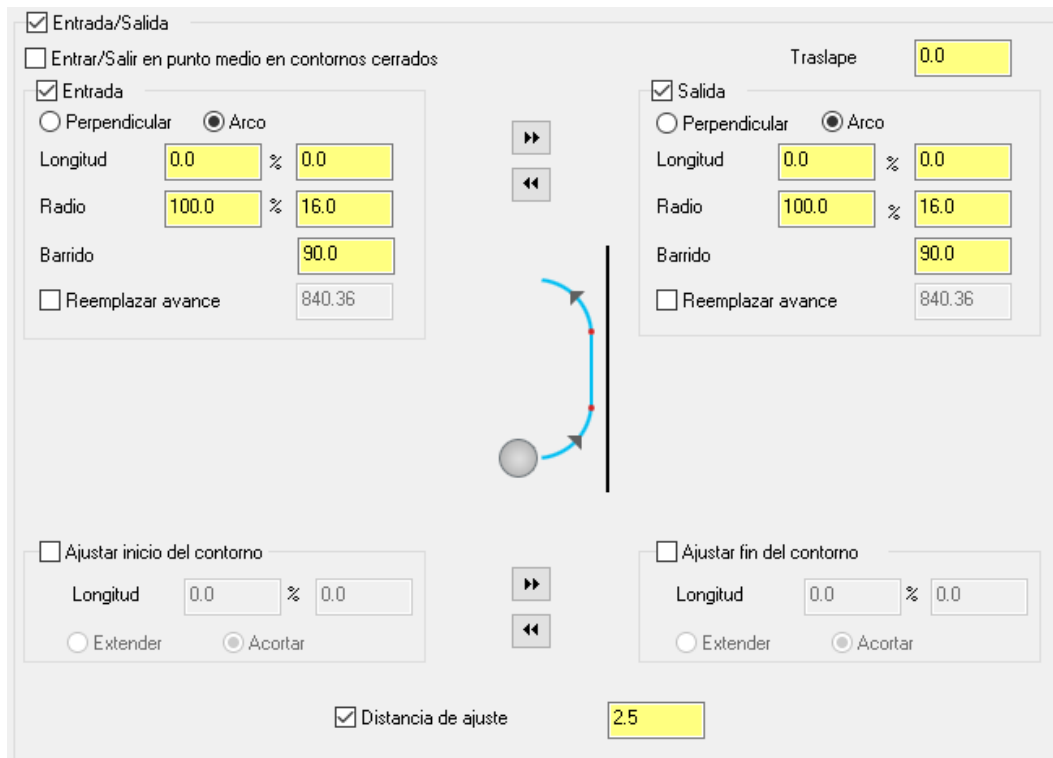 Entrada/Salida
Entrar/Salir en punto medio en contornos cerrados
Traslape 0.0
Entrada
Perpendicular Arco
Longitud 0.0 % 0.0
Radio 100.0 % 16.0
Barrido 90.0
Reemplazar avance 840.36
Salida
Perpendicular Arco
Longitud 0.0 % 0.0
Radio 100.0 % 16.0
Barrido 90.0
Reemplazar avance 840.36
Ajustar inicio del contorno
Longitud 0.0 % 0.0
Extender Acortar
Ajustar fin del contorno
Longitud 0.0 % 0.0
Extender Acortar
Distancia de ajuste 2.5